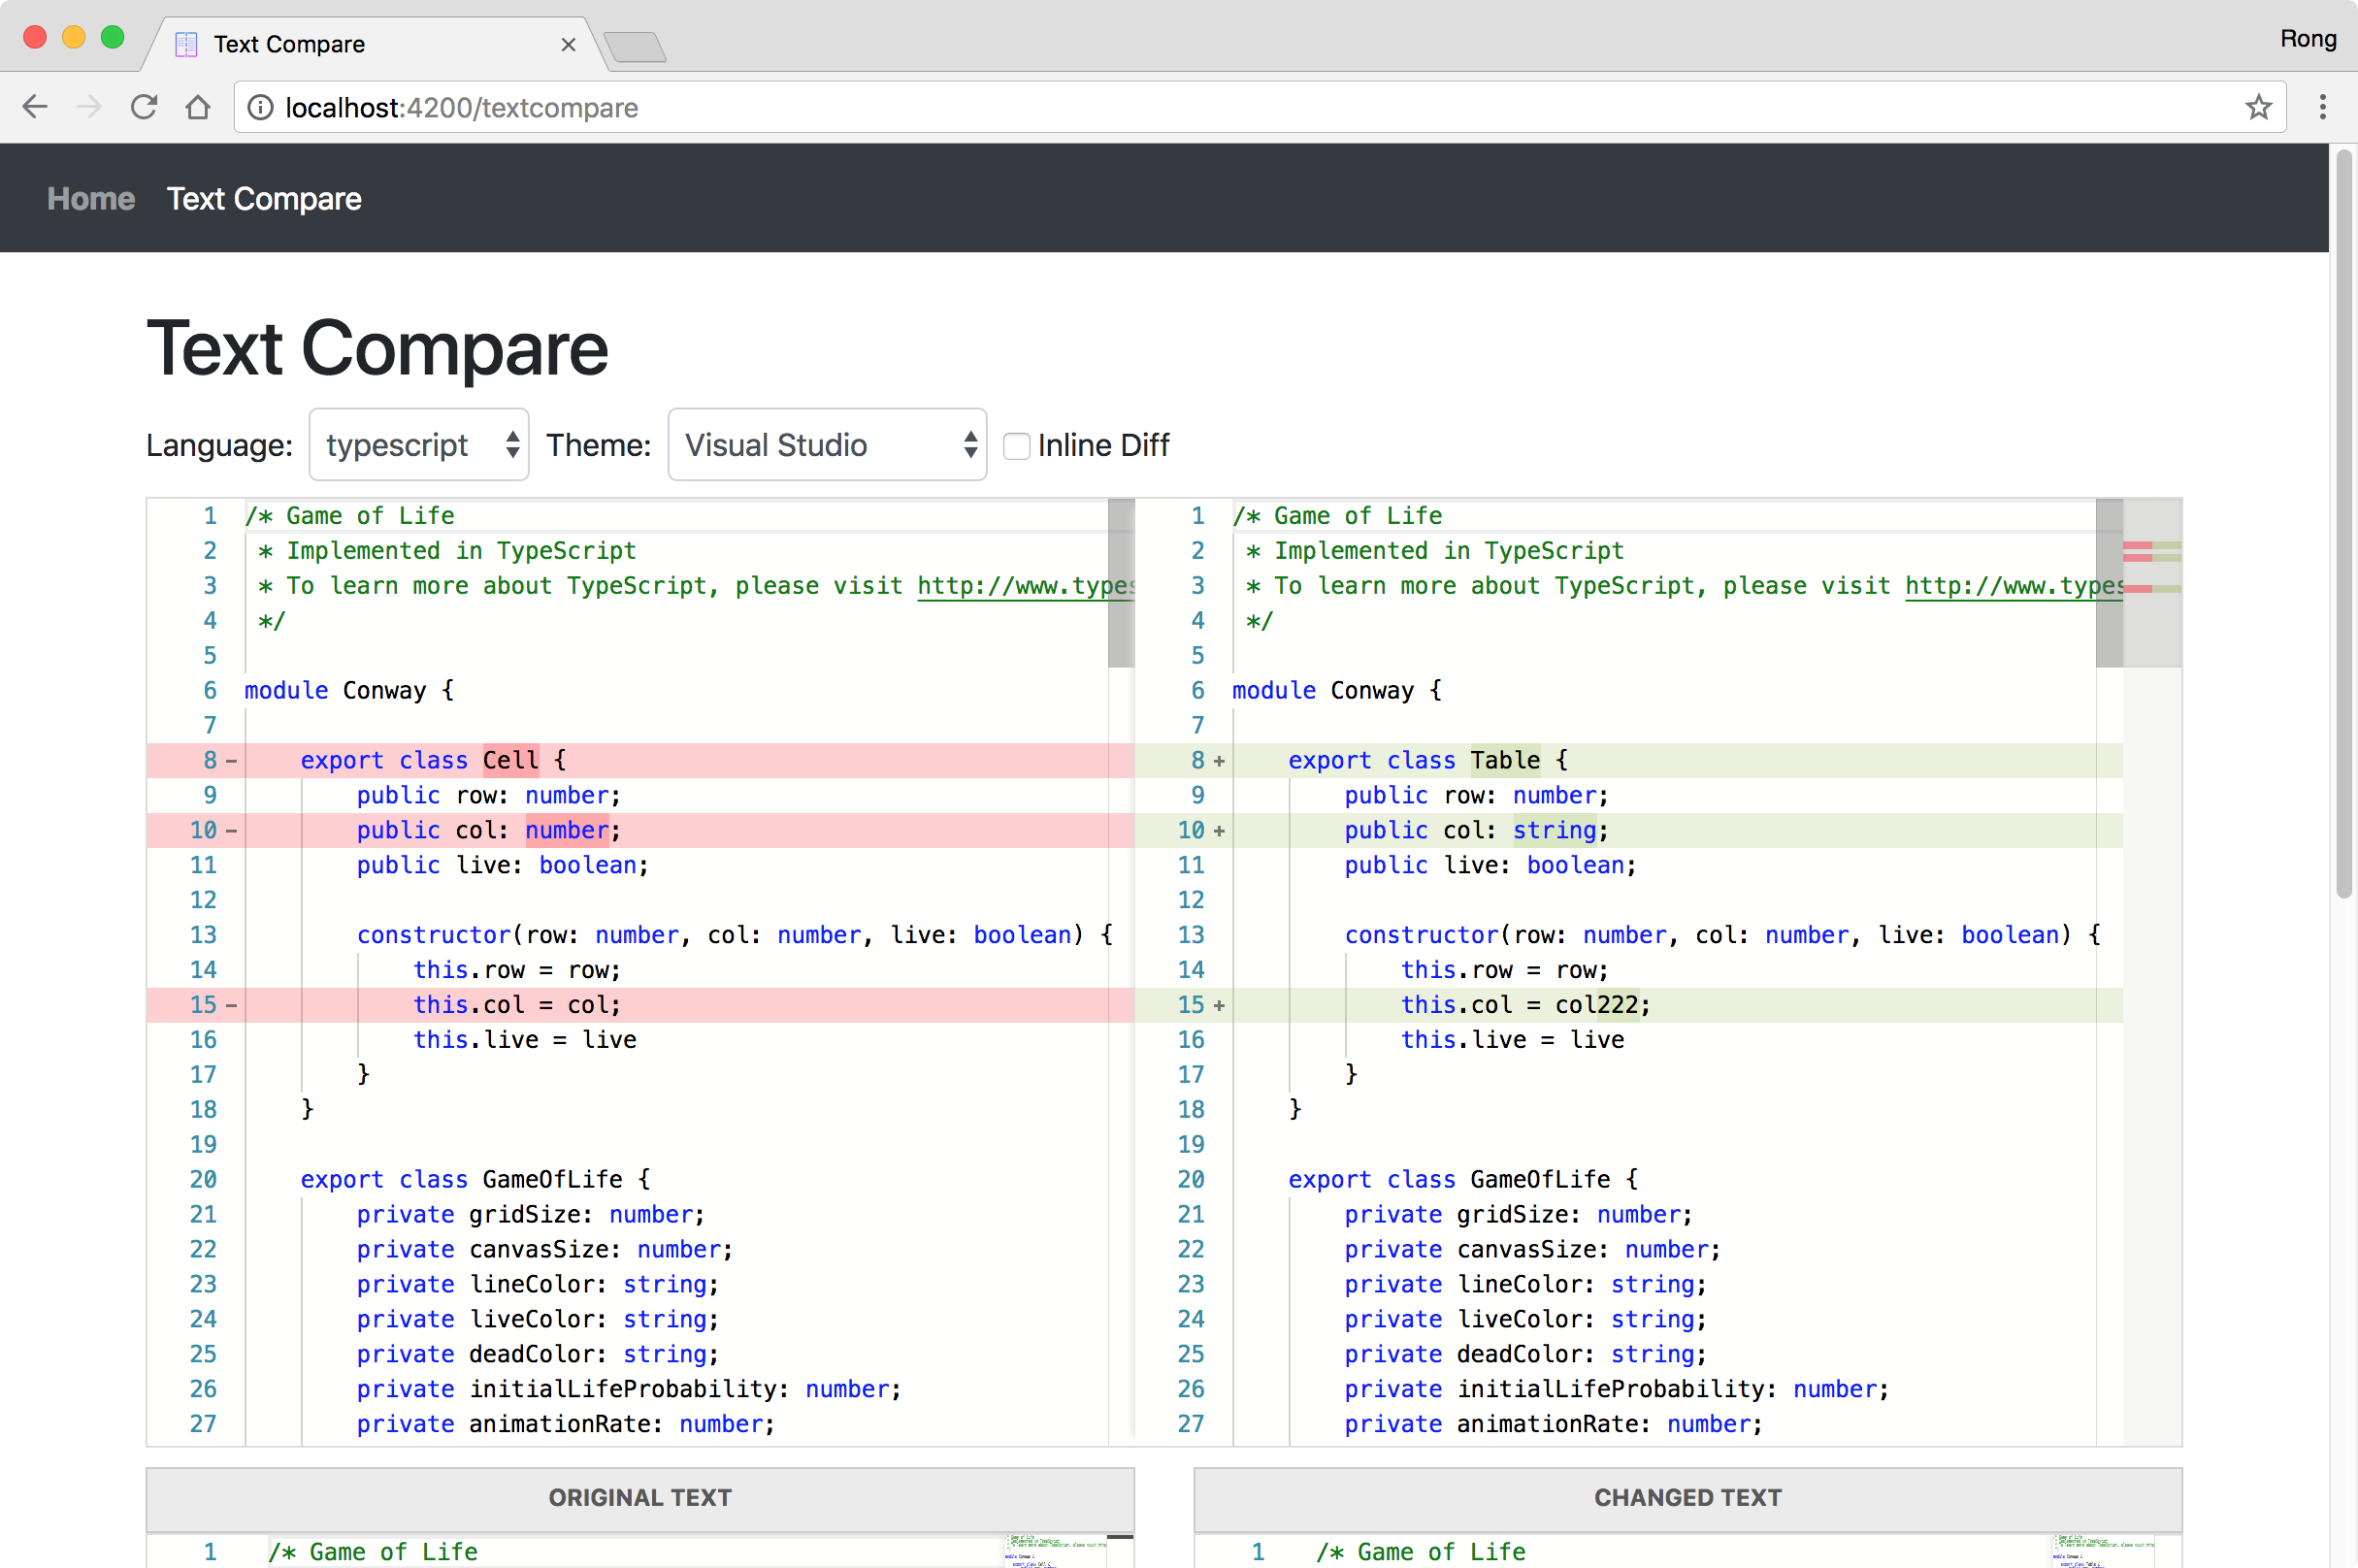 Text Compare
Rong
localhost:4200/textcompare
Home Text Compare
Text Compare
Language: typescript Theme: Visual Studio Inline Diff
1 /* Game of Life
2 * Implemented in TypeScript
3 * To learn more about TypeScript, please visit http://www.types
4 */
5
6 module Conway {
7
8 - export class Cell {
9 public row: number;
10 - public col: number;
11 public live: boolean;
12
13 constructor(row: number, col: number, live: boolean) {
14 this.row = row;
15 - this.col = col;
16 this.live = live
17 }
18 }
19
20 export class GameOfLife {
21 private gridSize: number;
22 private canvasSize: number;
23 private lineColor: string;
24 private liveColor: string;
25 private deadColor: string;
26 private initialLifeProbability: number;
27 private animationRate: number;
1 /* Game of Life
2 * Implemented in TypeScript
3 * To learn more about TypeScript, please visit http://www.types
4 */
5
6 module Conway {
7
8 + export class Table {
9 public row: number;
10 + public col: string;
11 public live: boolean;
12
13 constructor(row: number, col: number, live: boolean) {
14 this.row = row;
15 + this.col = col222;
16 this.live = live
17 }
18 }
19
20 export class GameOfLife {
21 private gridSize: number;
22 private canvasSize: number;
23 private lineColor: string;
24 private liveColor: string;
25 private deadColor: string;
26 private initialLifeProbability: number;
27 private animationRate: number;
ORIGINAL TEXT
1 /* Game of Life
CHANGED TEXT
1 /* Game of Life